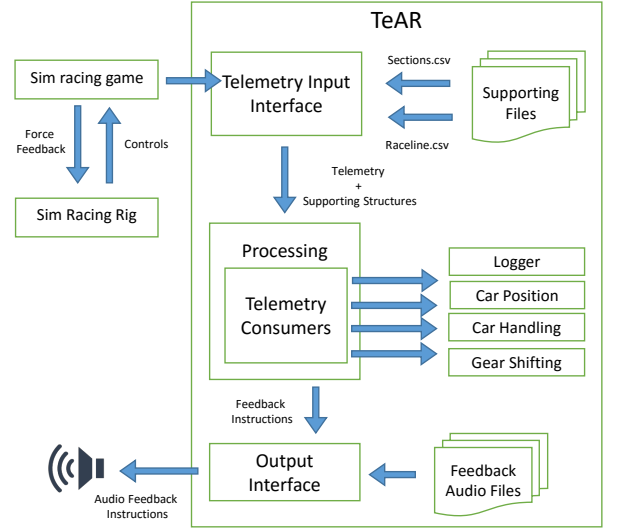 TeAR
Sim racing game
Telemetry Input
Interface
Sections.csv
Supporting
Files
Raceline.csv
Force
Feedback
Controls
Telemetry
+
Supporting Structures
Sim Racing Rig
Processing
Telemetry
Consumers
Logger
Car Position
Car Handling
Gear Shifting
Feedback
Instructions
Output
Interface
Feedback
Audio Files
Audio Feedback
Instructions